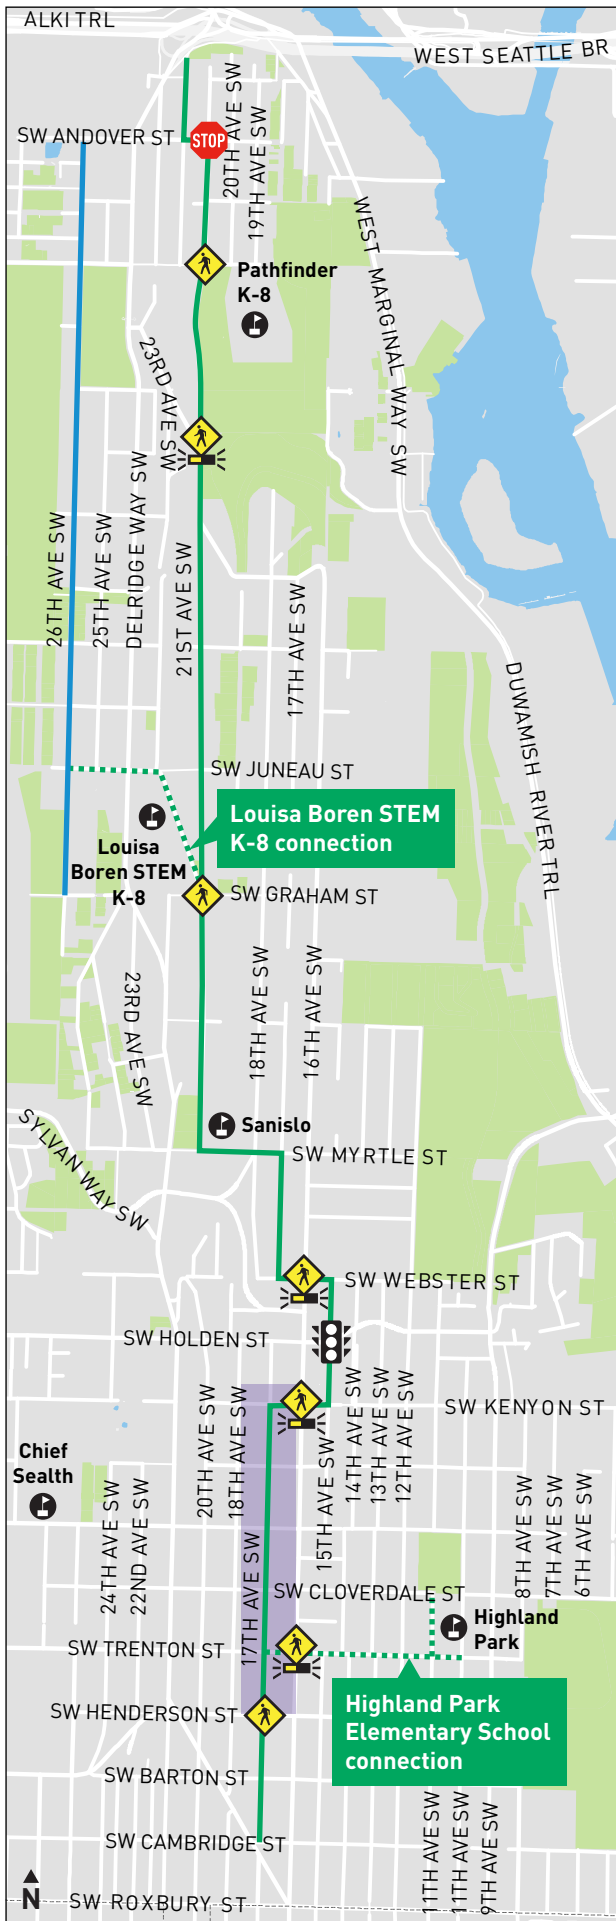 ALKI TRL
WEST SEATTLE BR
SW ANDOVER ST
STOP
20TH AVE SW
19TH AVE SW
WEST MARGINAL WAY SW
Pathfinder
K-8
23RD AVE SW
26TH AVE SW
25TH AVE SW
DELRIDGE WAY SW
21ST AVE SW
17TH AVE SW
DUWAMISH RIVER TRL
SW JUNEAU ST
Louisa Boren STEM
K-8 connection
Louisa
Boren STEM
K-8
SW GRAHAM ST
23RD AVE SW
18TH AVE SW
16TH AVE SW
Sanislo
SYLVAN WAY SW
SW MYRTLE ST
SW WEBSTER ST
SW HOLDEN ST
20TH AVE SW
18TH AVE SW
14TH AVE SW
13TH AVE SW
12TH AVE SW
SW KENYON ST
Chief
Sealth
24TH AVE SW
22ND AVE SW
17TH AVE SW
15TH AVE SW
8TH AVE SW
7TH AVE SW
6TH AVE SW
SW CLOVERDALE ST
Highland
Park
SW TRENTON ST
SW HENDERSON ST
Highland Park
Elementary School
connection
SW BARTON ST
11TH AVE SW
11TH AVE SW
9TH AVE SW
SW CAMBRIDGE ST
N
SW ROXBURY ST